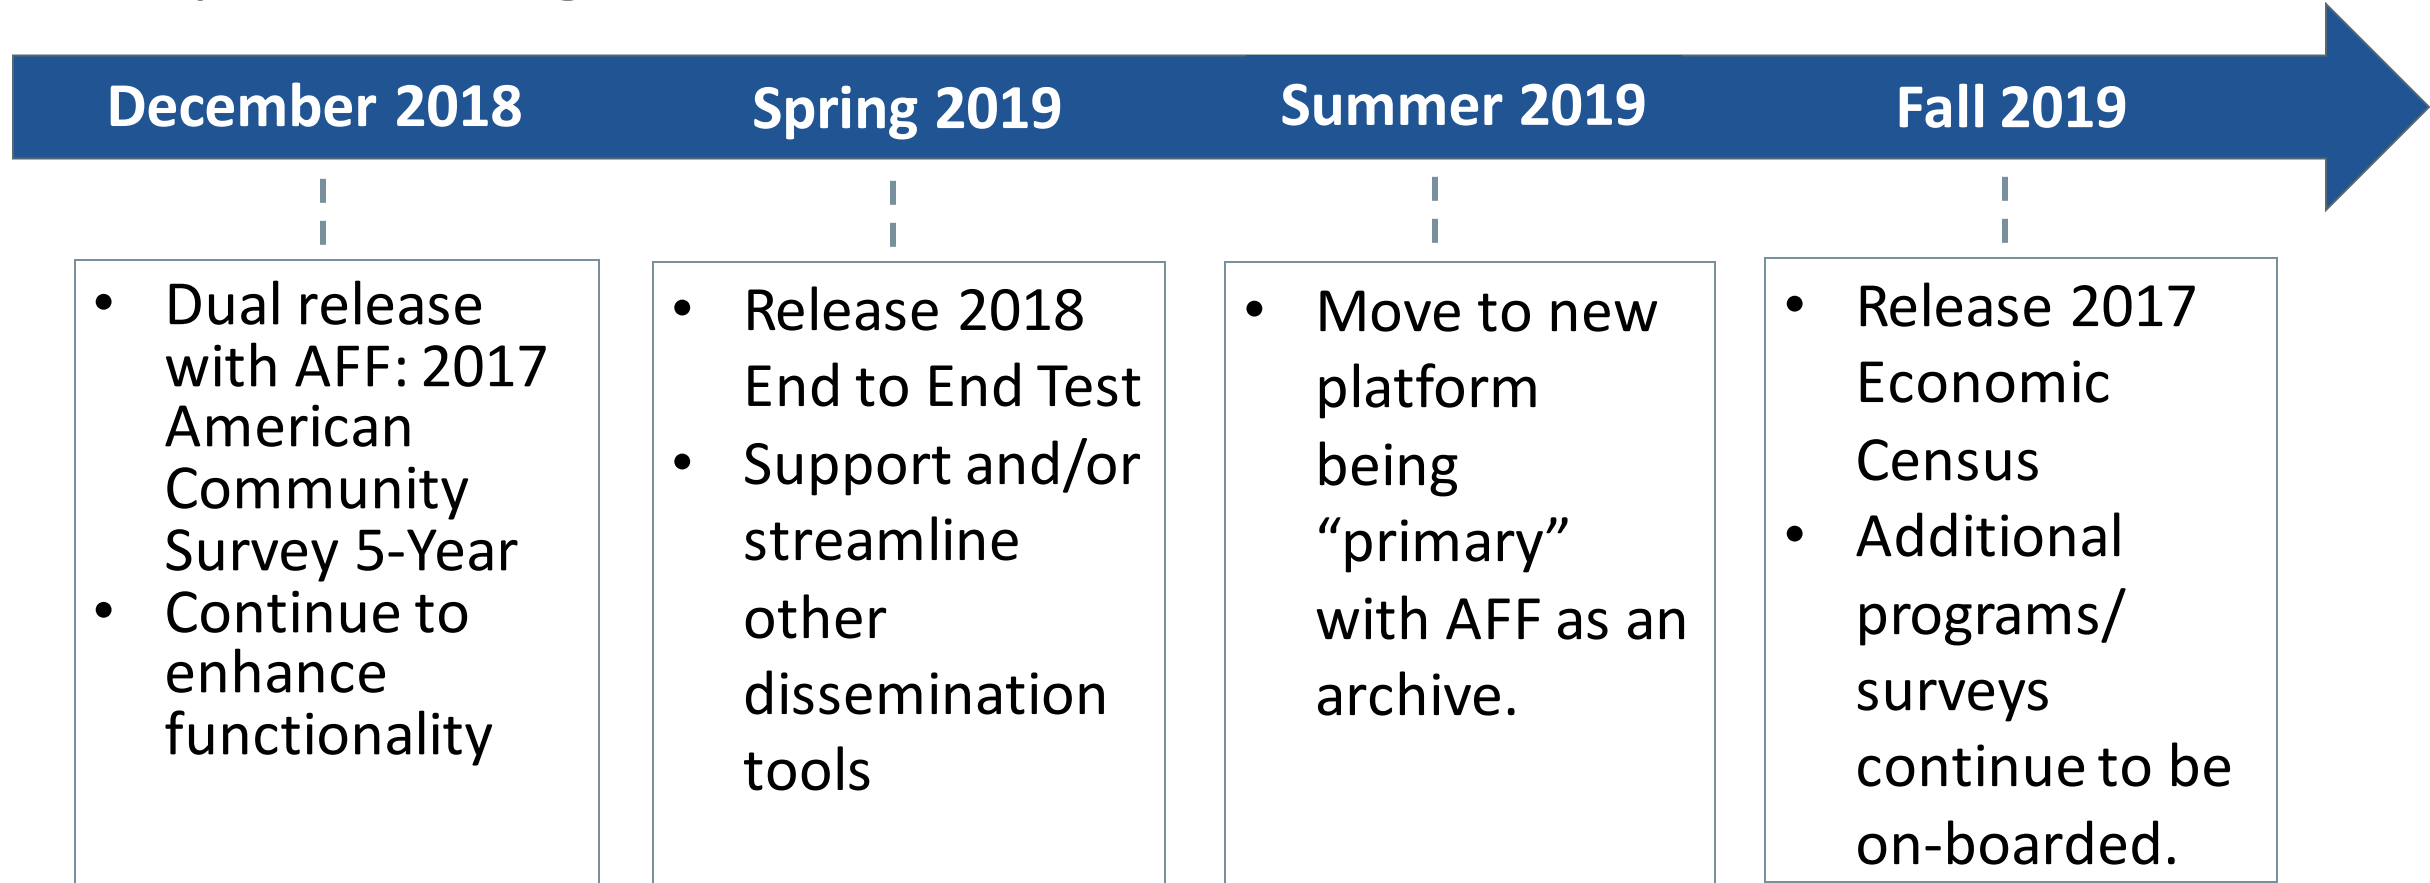 December 2018
Spring 2019
Summer 2019
Fall 2019
• Dual release
with AFF: 2017
American
Community
Survey 5-Year
• Continue to
enhance
functionality
• Release 2018
End to End Test
• Support and/or
streamline
other
dissemination
tools
• Move to new
platform
being
“primary”
with AFF as an
archive.
• Release 2017
Economic
Census
• Additional
programs/
surveys
continue to be
on-boarded.